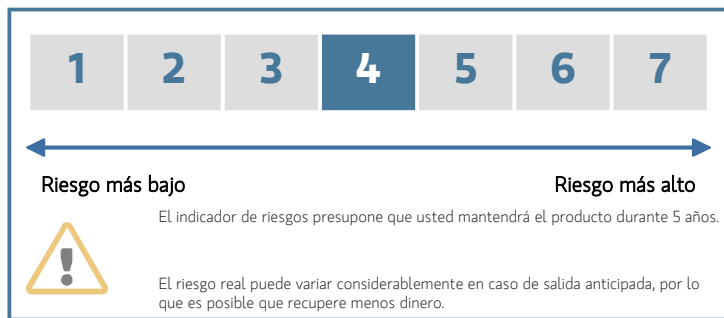 1 2 3 4 5 6 7
Riesgo más bajo Riesgo más alto
El indicador de riesgos presupone que usted mantendrá el producto durante 5 años.
El riesgo real puede variar considerablemente en caso de salida anticipada, por lo
que es posible que recupere menos dinero.